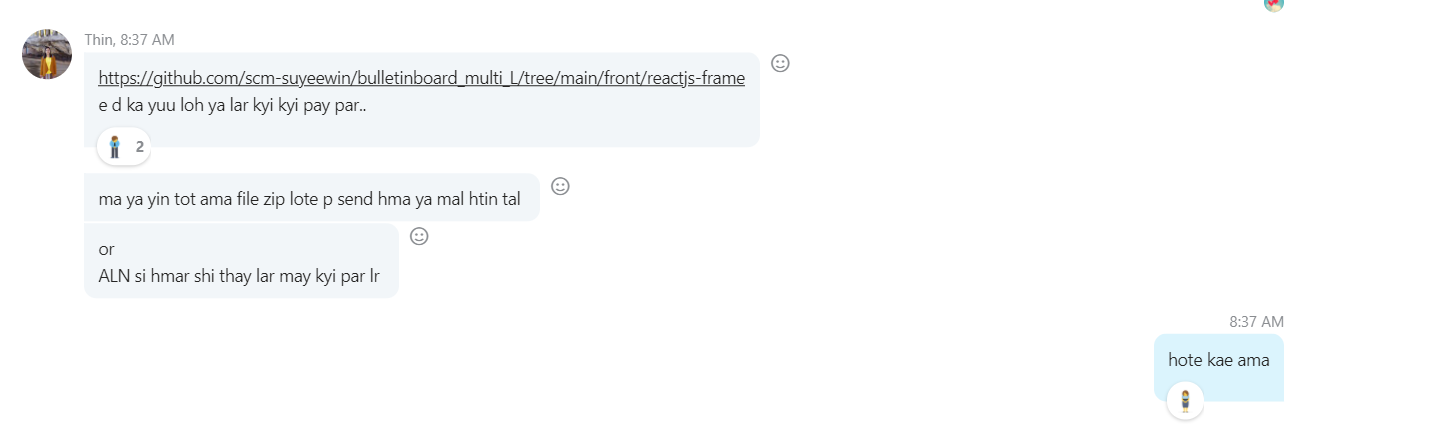 Thin, 8:37 AM
https://github.com/scm-suyeewin/bulletinboard_multi_L/tree/main/front/reactjs-frame
e d ka yuu loh ya lar kyi kyi pay par..
2
ma ya yin tot ama file zip lote p send hma ya mal htin tal
or
ALN si hmar shi thay lar may kyi par lr
8:37 AM
hote kae ama